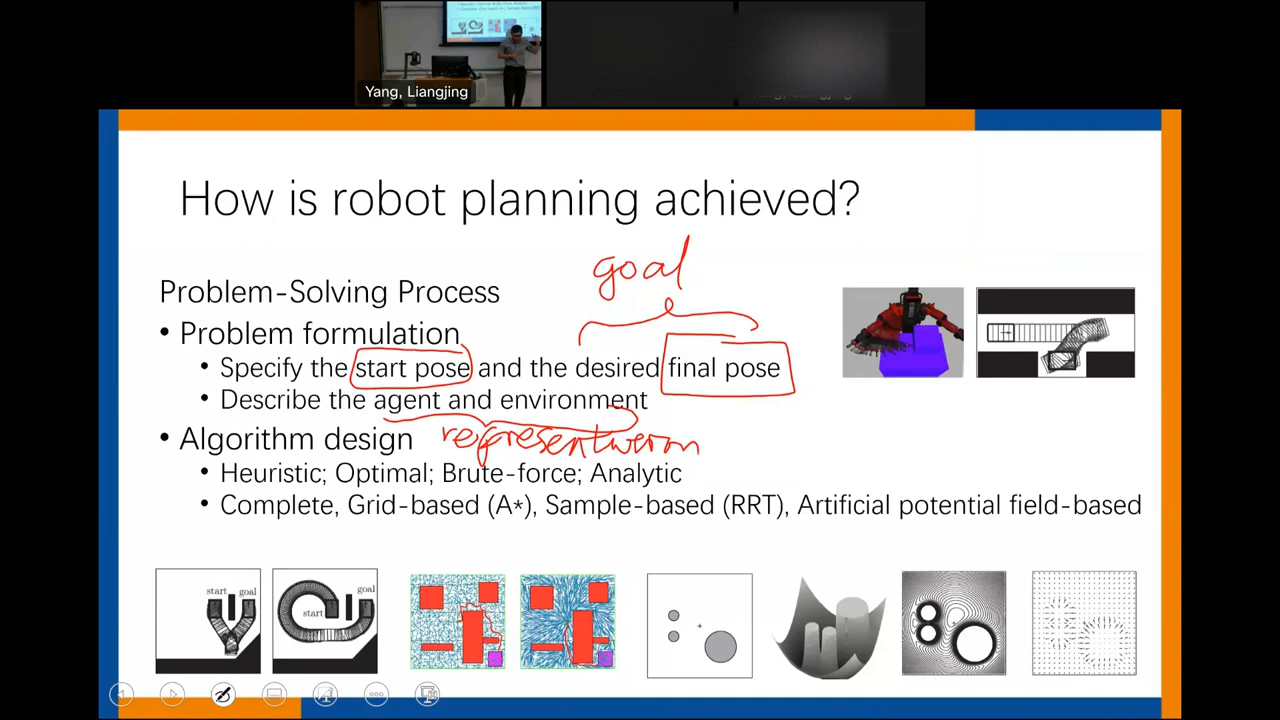 Yang, Liangjing
How is robot planning achieved?
goal
Problem-Solving Process
• Problem formulation
• Specify the start pose and the desired final pose
• Describe the agent and environment
• Algorithm design
• Heuristic; Optimal; Brute-force; Analytic
• Complete, Grid-based (A*), Sample-based (RRT), Artificial potential field-based
start goal
start goal